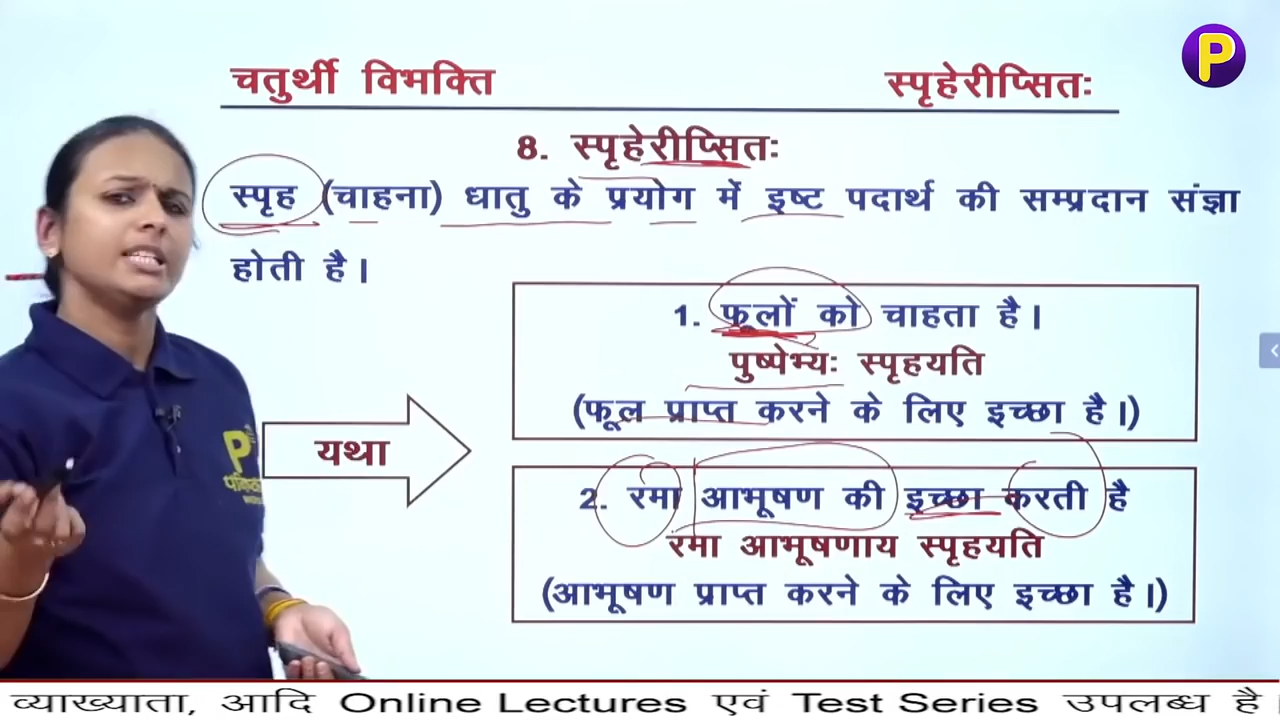 P
चतुर्थी विभक्ति स्पृहेरीप्सितः
8. स्पृहेरीप्सितः
स्पृह (चाहना) धातु के प्रयोग में इष्ट पदार्थ की सम्प्रदान संज्ञा
होती है।
1. फलों को चाहता है।
पुष्पेभ्यः स्पृहयति
(फूल प्राप्त करने के लिए इच्छा है।)
यथा
2. रमा आभूषण की इच्छा करती है
रमा आभूषणाय स्पृहयति
(आभूषण प्राप्त करने के लिए इच्छा है।)
P
व्याख्याता, आदि Online Lectures एवं Test Series उपलब्ध है।